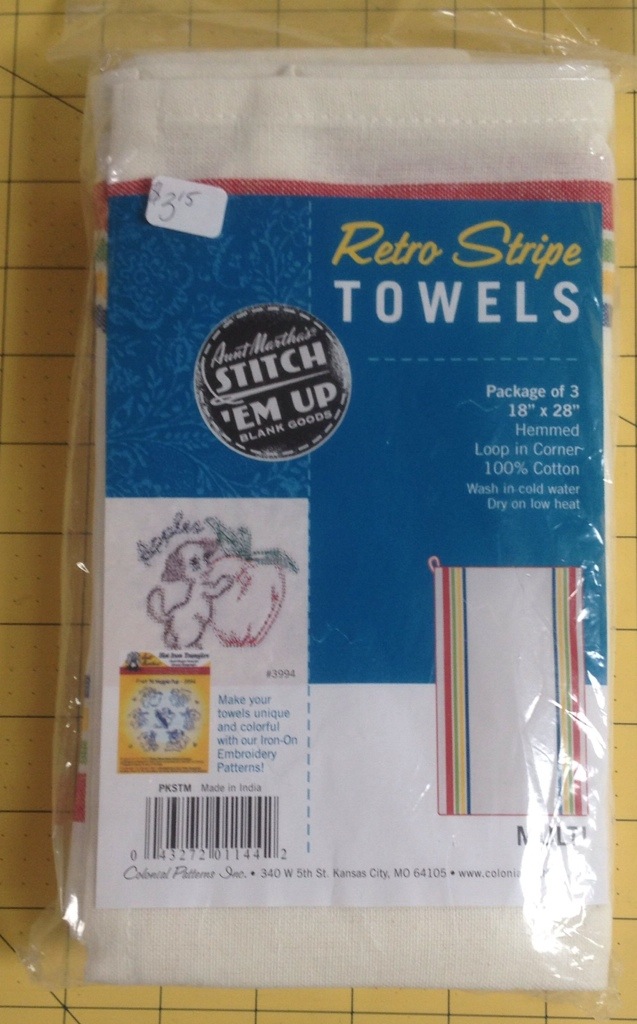 $3.15
Retro Stripe
TOWELS
Aunt Martha's®
STITCH
'EM UP
BLANK GOODS
Package of 3
18" x 28"
Hemmed
Loop in Corner
100% Cotton
Wash in cold water
Dry on low heat
Apples
#3994
Hot Iron Transfers
Make your
towels unique
and colorful
with our Iron-On
Embroidery
Patterns!
PKSTM Made in India
0 43272 01144 2
MULTI
Colonial Patterns Inc. • 340 W 5th St. Kansas City, MO 64105 • www.colonia